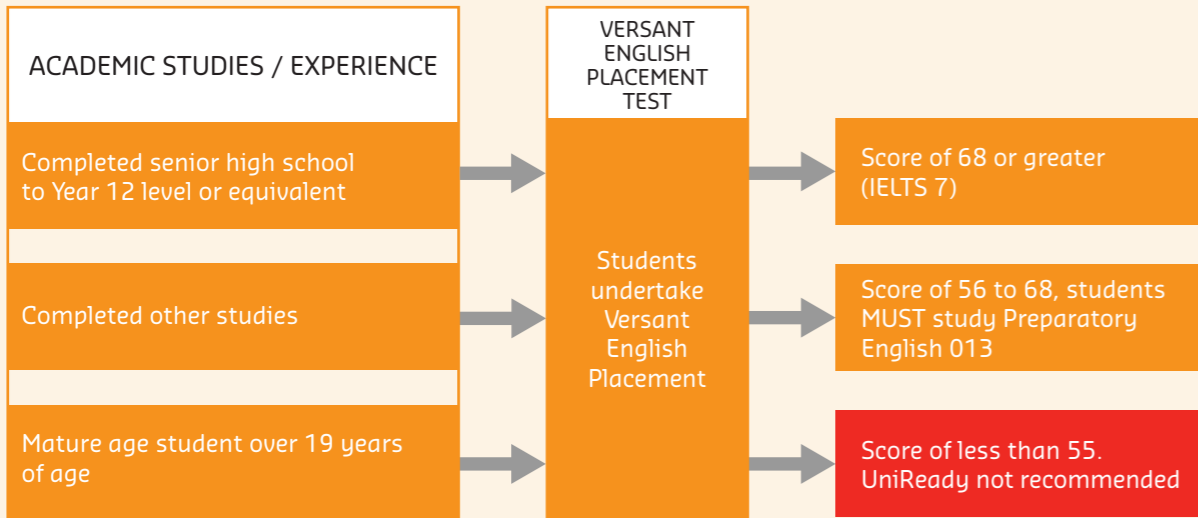 ACADEMIC STUDIES / EXPERIENCE
Completed senior high school
to Year 12 level or equivalent
Completed other studies
Mature age student over 19 years
of age
VERSANT
ENGLISH
PLACEMENT
TEST
Students
undertake
Versant
English
Placement
Score of 68 or greater
(IELTS 7)
Score of 56 to 68, students
MUST study Preparatory
English 013
Score of less than 55.
UniReady not recommended